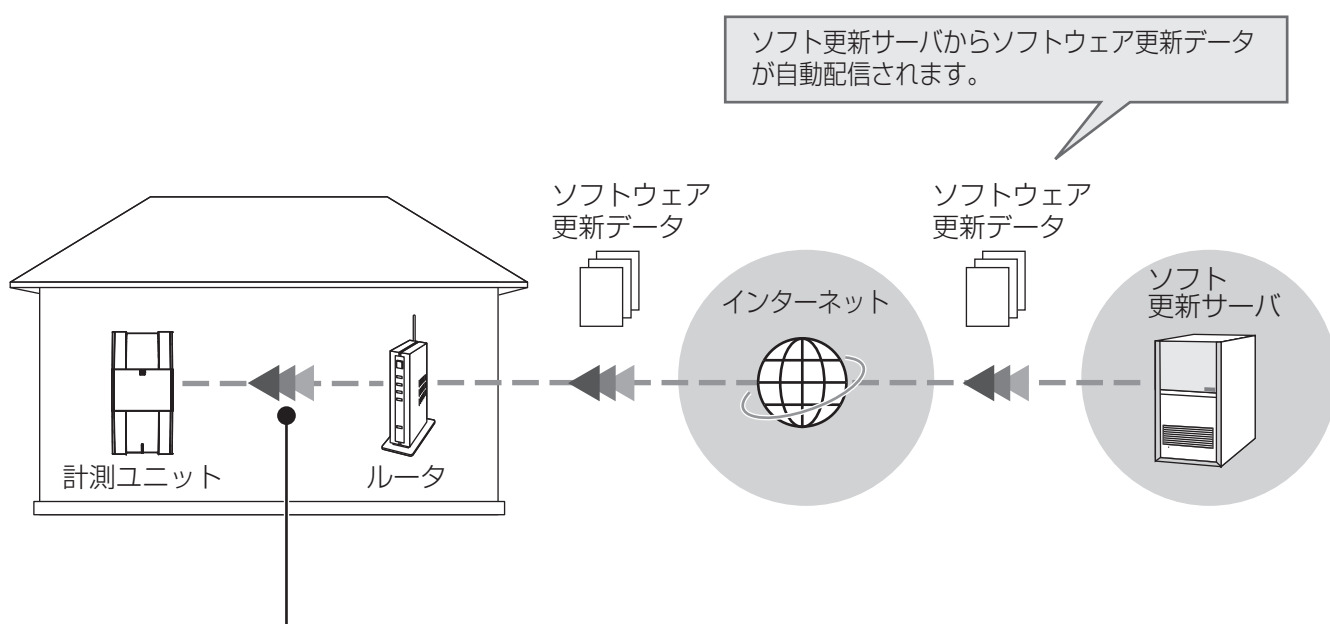 ソフト更新サーバからソフトウェア更新データ
が自動配信されます。
ソフトウェア
更新データ
ソフトウェア
更新データ
インターネット
ソフト
更新サーバ
計測ユニット
ルータ